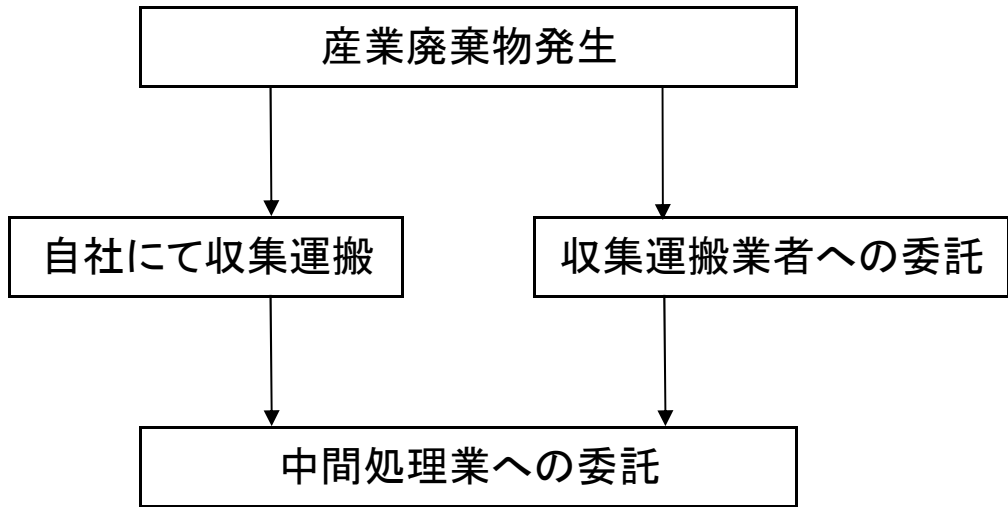 産業廃棄物発生
自社にて収集運搬
収集運搬業者への委託
中間処理業への委託